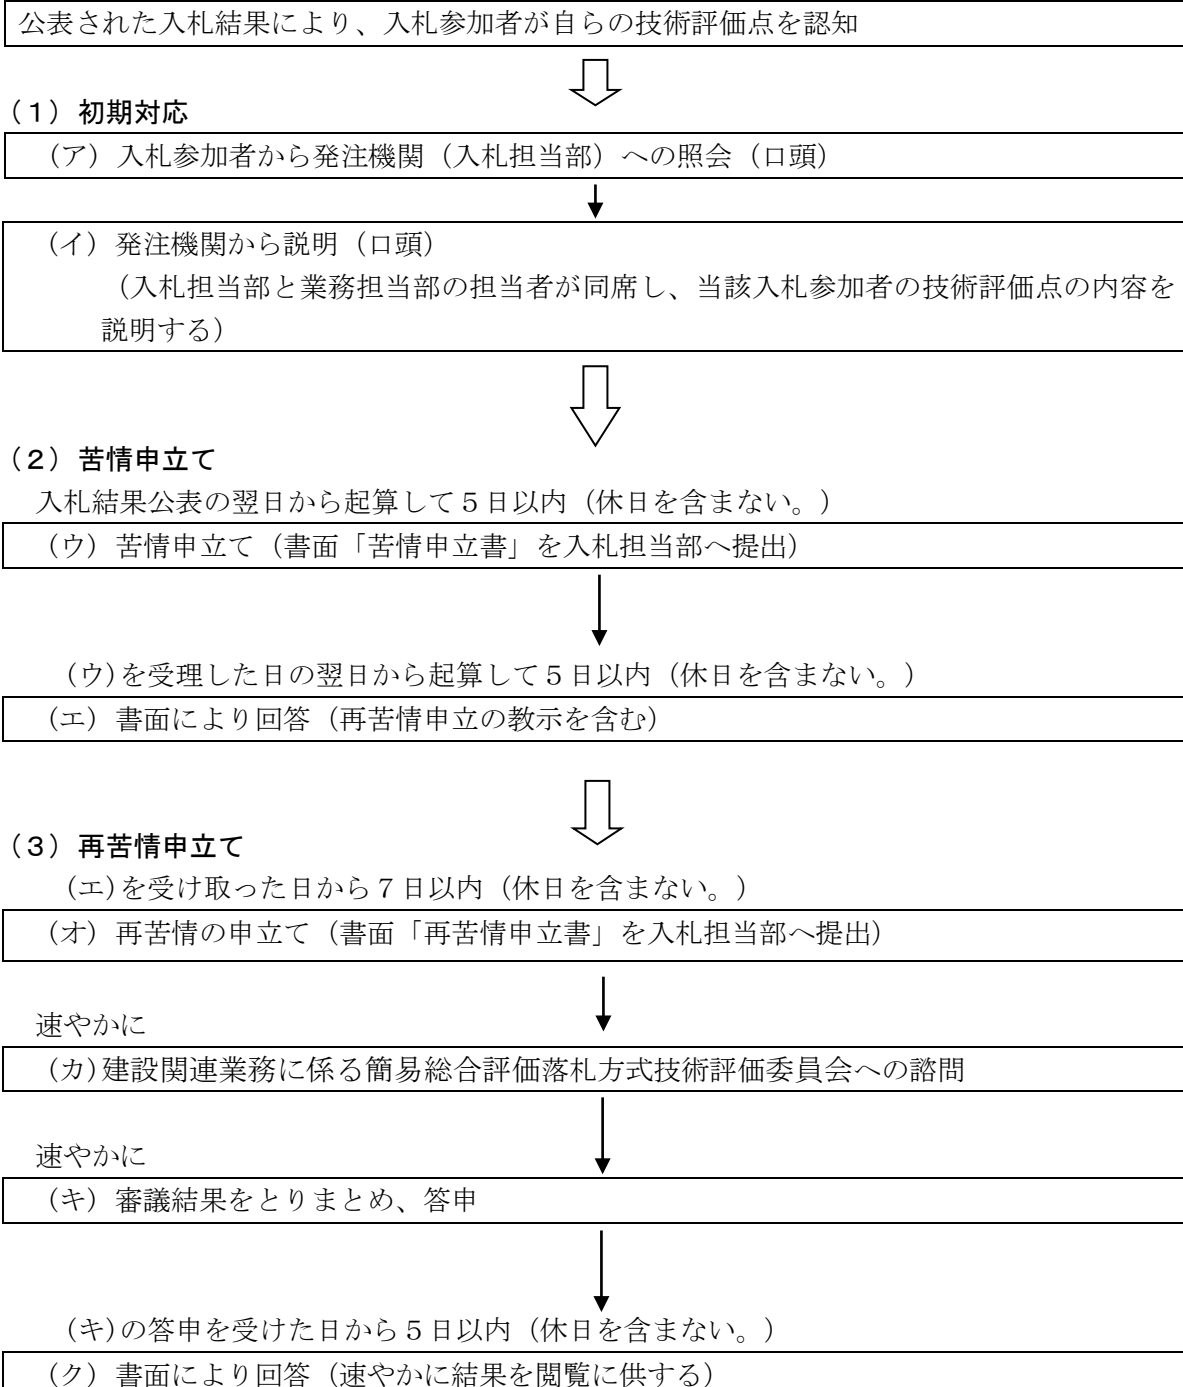 公表された入札結果により、入札参加者が自らの技術評価点を認知
(1)初期対応
(ア)入札参加者から発注機関(入札担当部)への照会(口頭)
(イ)発注機関から説明(口頭)
(入札担当部と業務担当部の担当者が同席し、当該入札参加者の技術評価点の内容を
説明する)
(2)苦情申立て
入札結果公表の翌日から起算して5日以内(休日を含まない。)
(ウ)苦情申立て(書面「苦情申立書」を入札担当部へ提出)
(ウ)を受理した日の翌日から起算して5日以内(休日を含まない。)
(エ)書面により回答(再苦情申立の教示を含む)
(3)再苦情申立て
(エ)を受け取った日から7日以内(休日を含まない。)
(オ)再苦情の申立て(書面「再苦情申立書」を入札担当部へ提出)
速やかに
(カ)建設関連業務に係る簡易総合評価落札方式技術評価委員会への諮問
速やかに
(キ)審議結果をとりまとめ、答申
(キ)の答申を受けた日から5日以内(休日を含まない。)
(ク)書面により回答(速やかに結果を閲覧に供する)